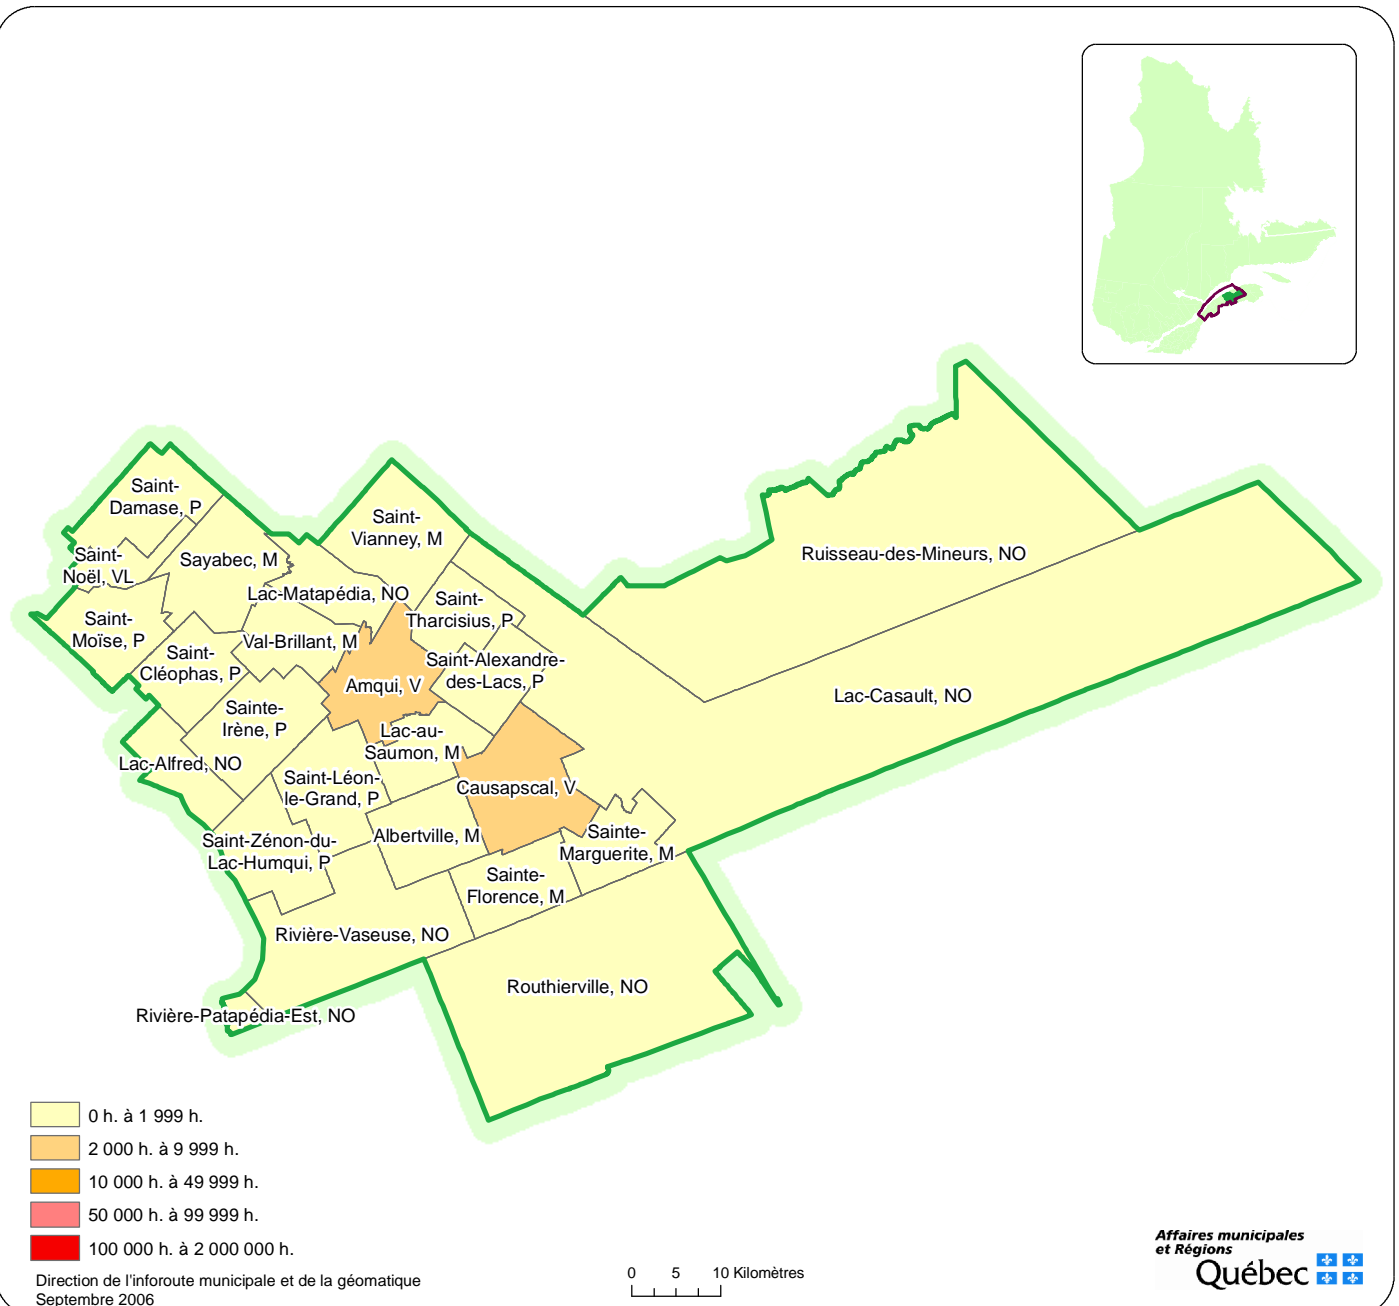 Saint-
Damase, P
Saint-
Vianney, M
Saint-
Noël, VL
Sayabec, M
Ruisseau-des-Mineurs, NO
Lac-Matapédia, NO
Saint-
Tharcisius, P
Saint-
Moïse, P
Val-Brillant, M
Saint-
Cléophas, P
Saint-Alexandre-
des-Lacs, P
Amqui, V
Lac-Casault, NO
Sainte-
Irène, P
Lac-au-
Saumon, M
Lac-Alfred, NO
Saint-Léon-
le-Grand, P
Causapscal, V
Saint-Zénon-du-
Lac-Humqui, P
Albertville, M
Sainte-
Marguerite, M
Sainte-
Florence, M
Rivière-Vaseuse, NO
Routhierville, NO
Rivière-Patapédia-Est, NO
0 h. à 1 999 h.
2 000 h. à 9 999 h.
10 000 h. à 49 999 h.
50 000 h. à 99 999 h.
100 000 h. à 2 000 000 h.
Direction de l'inforoute municipale et de la géomatique
Septembre 2006
0 5 10 Kilomètres
Affaires municipales
et Régions
Québec